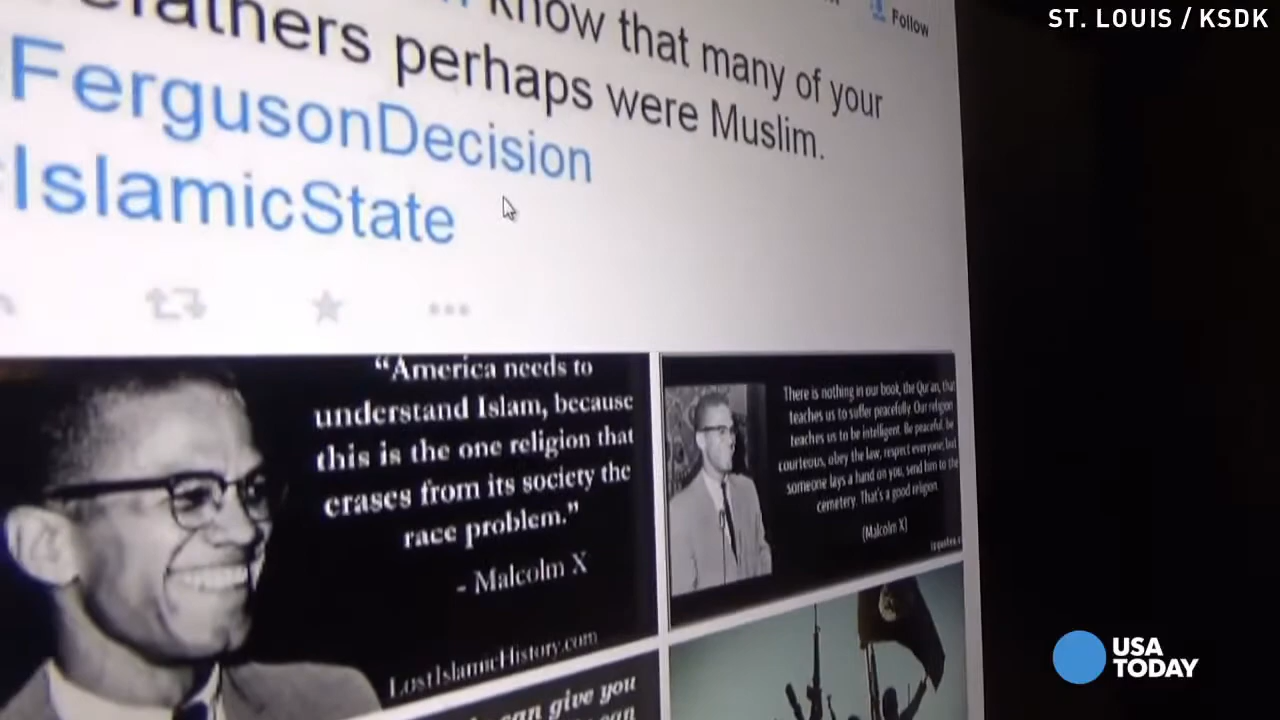 ST. LOUIS / KSDK
Follow
know that many of your
perhaps were Muslim.
FergusonDecision
IslamicState
“America needs to
understand Islam, because
this is the one religion that
erases from its society the
race problem.”
- Malcolm X
LostIslamicHistory.com
There is nothing in our book, the Qur'an, that
teaches us to suffer peacefully. Our religion
teaches us to be intelligent. Be peaceful, be
courteous, obey the law, respect everyone; but
someone lays a hand on you, send him to the
cemetery. That's a good religion.
(Malcolm X)
can give you
can
USA
TODAY